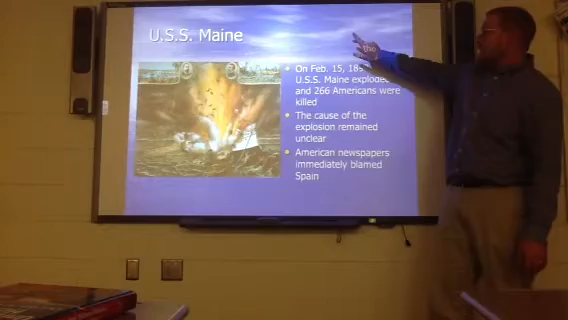 U.S.S. Maine
On Feb. 15, the
U.S.S. Maine exploded
and 266 Americans were
killed
The cause of the
explosion remained
unclear
American newspapers
immediately blamed
Spain